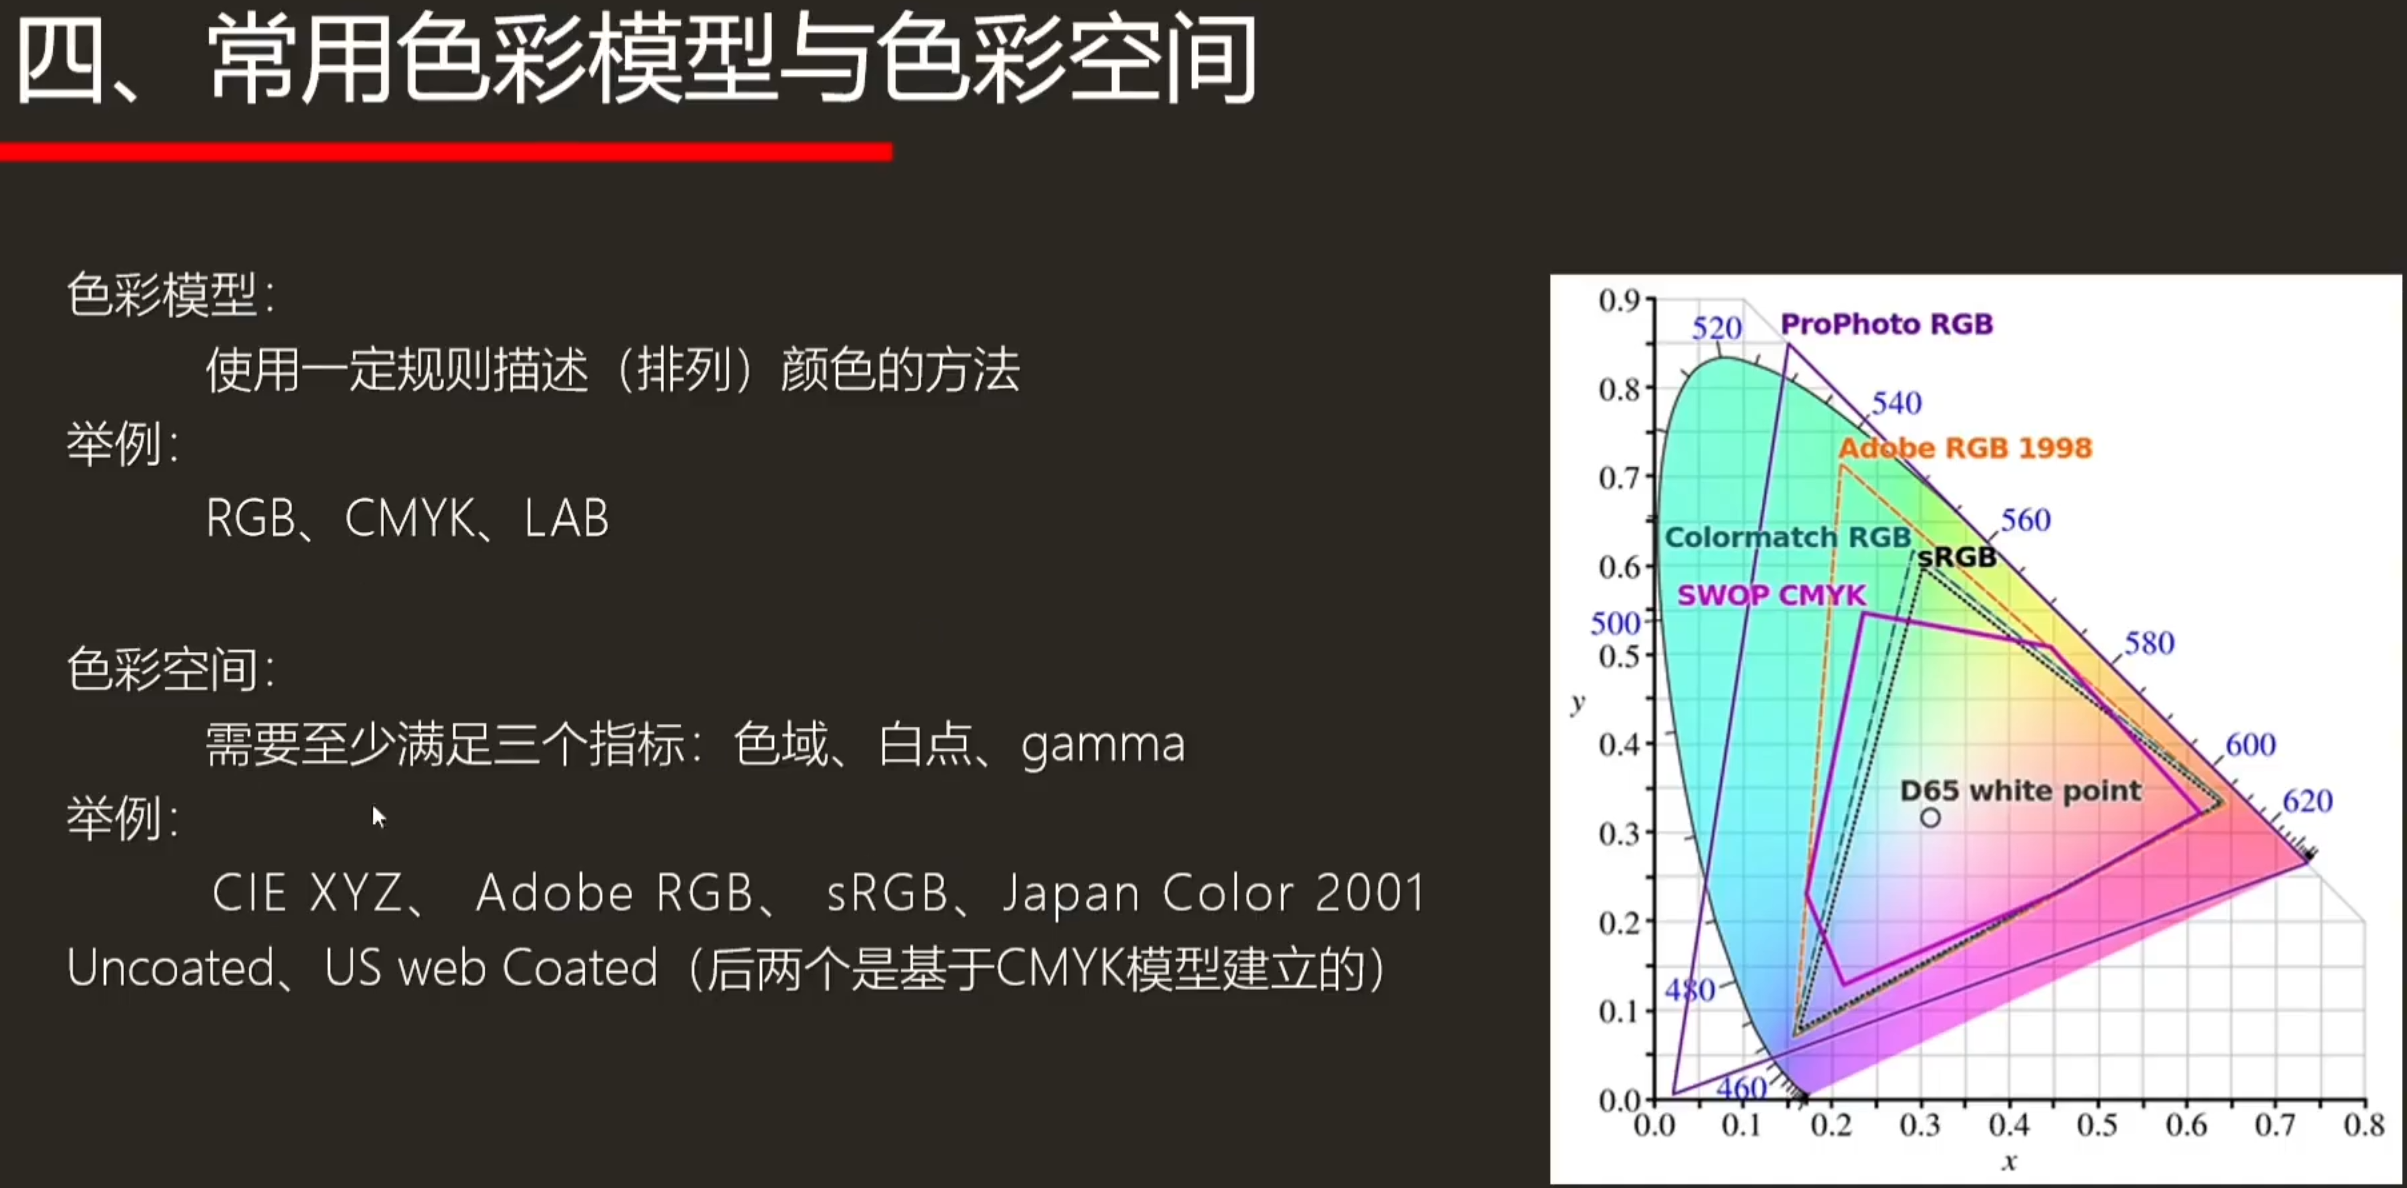 四、常用色彩模型与色彩空间
色彩模型：
使用一定规则描述（排列）颜色的方法
举例：
RGB、CMYK、LAB
色彩空间：
需要至少满足三个指标：色域、白点、gamma
举例：
CIE XYZ、 Adobe RGB、 sRGB、Japan Color 2001
Uncoated、US web Coated（后两个是基于CMYK模型建立的）
0.9
520
ProPhoto RGB
0.8
540
Adobe RGB 1998
0.7
560
Colormatch RGB
sRGB
0.6
SWOP CMYK
500
580
0.5
y
0.4
600
D65 white point
620
0.3
0.2
480
0.1
460
0.0
0.0 0.1 0.2 0.3 0.4 0.5 0.6 0.7 0.8
x